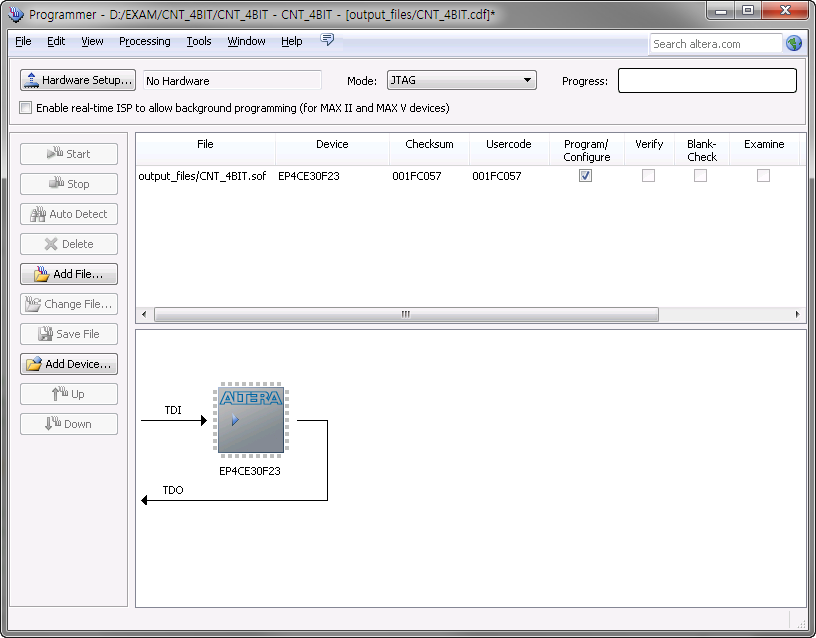 Programmer - D:/EXAM/CNT_4BIT/CNT_4BIT - CNT_4BIT - [output_files/CNT_4BIT.cdf]*
File Edit View Processing Tools Window Help Search altera.com
Hardware Setup... No Hardware Mode: JTAG Progress:
Enable real-time ISP to allow background programming (for MAX II and MAX V devices)
Start
Stop
Auto Detect
Delete
Add File...
Change File...
Save File
Add Device...
Up
Down
File Device Checksum Usercode Program/ Verify Blank- Examine
Configure Check
output_files/CNT_4BIT.sof EP4CE30F23 001FC057 001FC057
TDI
ALTERA
EP4CE30F23
TDO